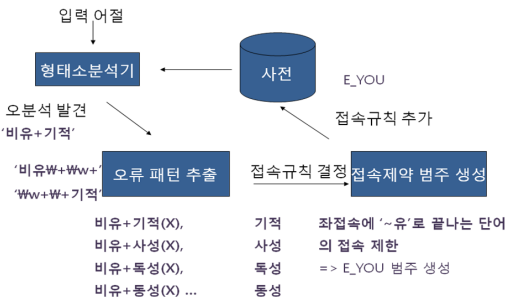 입력 어절
형태소분석기
사전
E_YOU
오분석 발견
'비유+기적'
접속규칙 추가
'비유₩+₩w+'
'₩w+₩+기적'
오류 패턴 추출
접속규칙 결정
접속제약 범주 생성
비유+기적(X), 기적 좌접속에 '~유'로 끝나는 단어
비유+사성(X), 사성 의 접속 제한
비유+독성(X), 독성 => E_YOU 범주 생성
비유+동성(X) ... 동성